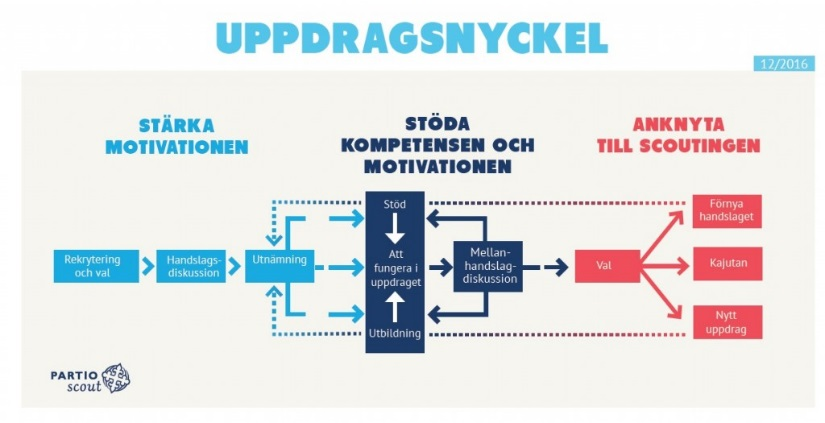 UPPDRAGSNYCKEL
12/2016
STÄRKA
MOTIVATIONEN
STÖDA
KOMPETENSEN OCH
MOTIVATIONEN
ANKNYTA
TILL SCOUTINGEN
Rekrytering
och val
Handslags-
diskussion
Utnämning
Stöd
Att
fungera i
uppdraget
Utbildning
Mellan-
handslag-
diskussion
Val
Förnya
handslaget
Kajutan
Nytt
uppdrag
PARTIO
scout